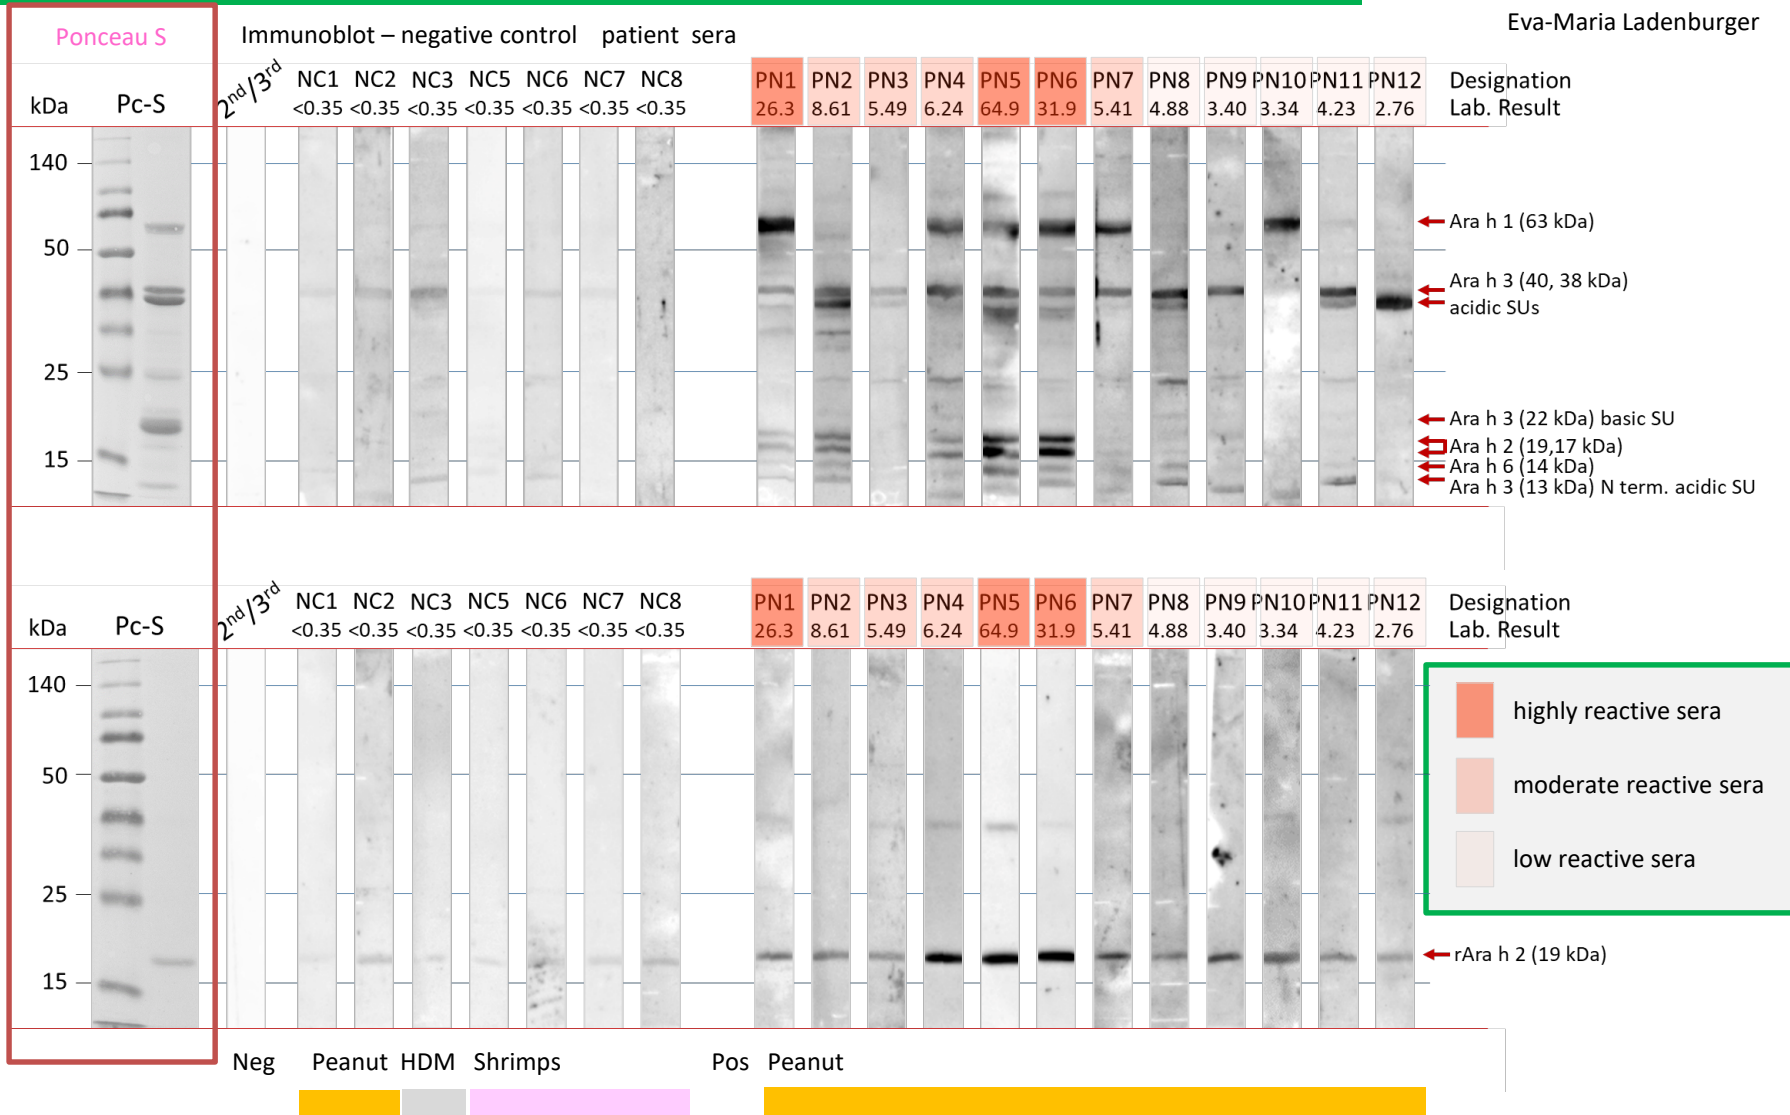 Eva-Maria Ladenburger
Ponceau S
Immunoblot – negative control patient sera
kDa Pc-S 2nd/3rd NC1 NC2 NC3 NC5 NC6 NC7 NC8 PN1 PN2 PN3 PN4 PN5 PN6 PN7 PN8 PN9 PN10 PN11 PN12 Designation
<0.35 <0.35 <0.35 <0.35 <0.35 <0.35 <0.35 26.3 8.61 5.49 6.24 64.9 31.9 5.41 4.88 3.40 3.34 4.23 2.76 Lab. Result
140
Ara h 1 (63 kDa)
50
Ara h 3 (40, 38 kDa)
acidic SUs
25
Ara h 3 (22 kDa) basic SU
Ara h 2 (19,17 kDa)
15
Ara h 6 (14 kDa)
Ara h 3 (13 kDa) N term. acidic SU
kDa Pc-S 2nd/3rd NC1 NC2 NC3 NC5 NC6 NC7 NC8 PN1 PN2 PN3 PN4 PN5 PN6 PN7 PN8 PN9 PN10 PN11 PN12 Designation
<0.35 <0.35 <0.35 <0.35 <0.35 <0.35 <0.35 26.3 8.61 5.49 6.24 64.9 31.9 5.41 4.88 3.40 3.34 4.23 2.76 Lab. Result
140
highly reactive sera
50
moderate reactive sera
low reactive sera
25
rAra h 2 (19 kDa)
15
Neg Peanut HDM Shrimps Pos Peanut